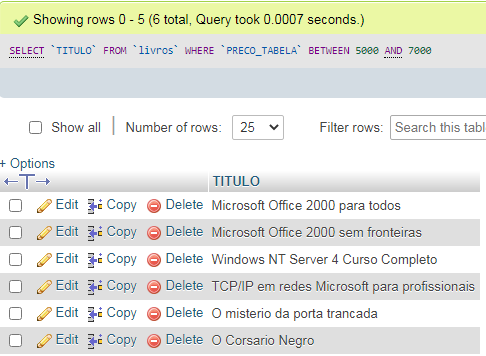 Showing rows 0 - 5 (6 total, Query took 0.0007 seconds.)
SELECT `TITULO` FROM `livros` WHERE `PRECO_TABELA` BETWEEN 5000 AND 7000
Show all | Number of rows: 25 Filter rows: Search this tabl
+ Options
←T→ TITULO
Edit Copy Delete Microsoft Office 2000 para todos
Edit Copy Delete Microsoft Office 2000 sem fronteiras
Edit Copy Delete Windows NT Server 4 Curso Completo
Edit Copy Delete TCP/IP em redes Microsoft para profissionais
Edit Copy Delete O misterio da porta trancada
Edit Copy Delete O Corsario Negro